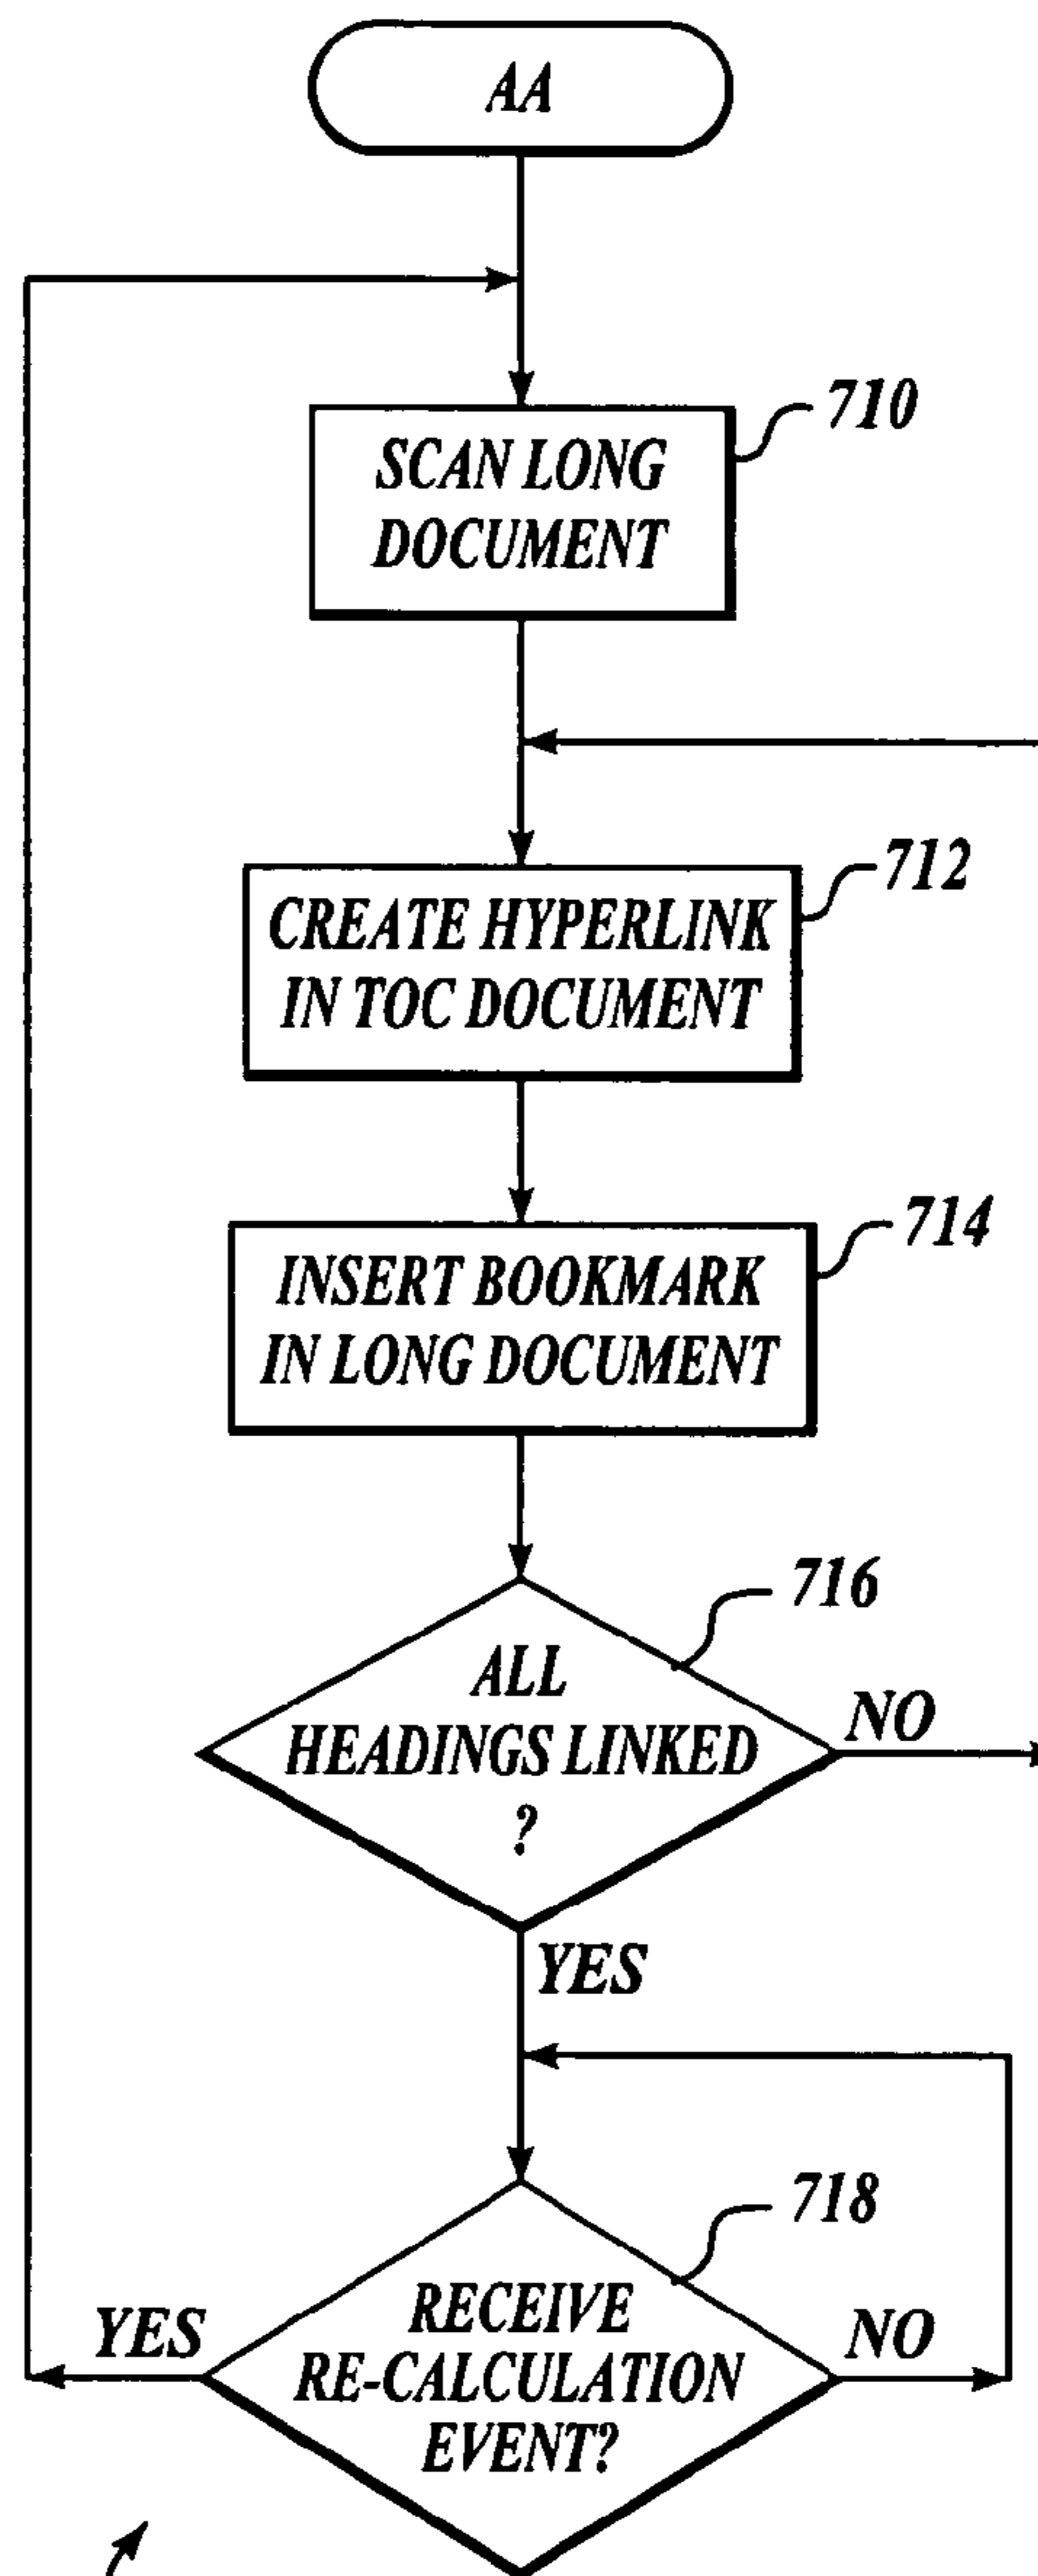 AA
710
SCAN LONG
DOCUMENT
712
CREATE HYPERLINK
IN TOC DOCUMENT
714
INSERT BOOKMARK
IN LONG DOCUMENT
716
ALL
HEADINGS LINKED
?
NO
YES
718
RECEIVE
RE-CALCULATION
EVENT?
YES
NO